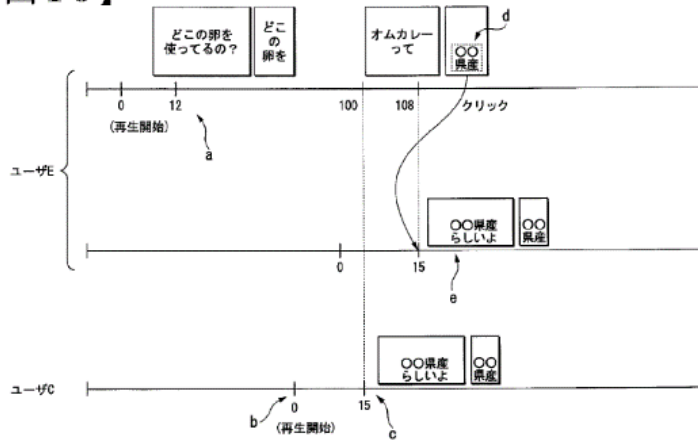 どこの卵を
使ってるの？
どこ
の
卵を
オムカレー
って
○○
県産
d
0
12
100
108
クリック
(再生開始)
a
ユーザE
○○県産
らしいよ
○○
県産
0
15
e
○○県産
らしいよ
○○
県産
ユーザC
b
0
15
c
(再生開始)